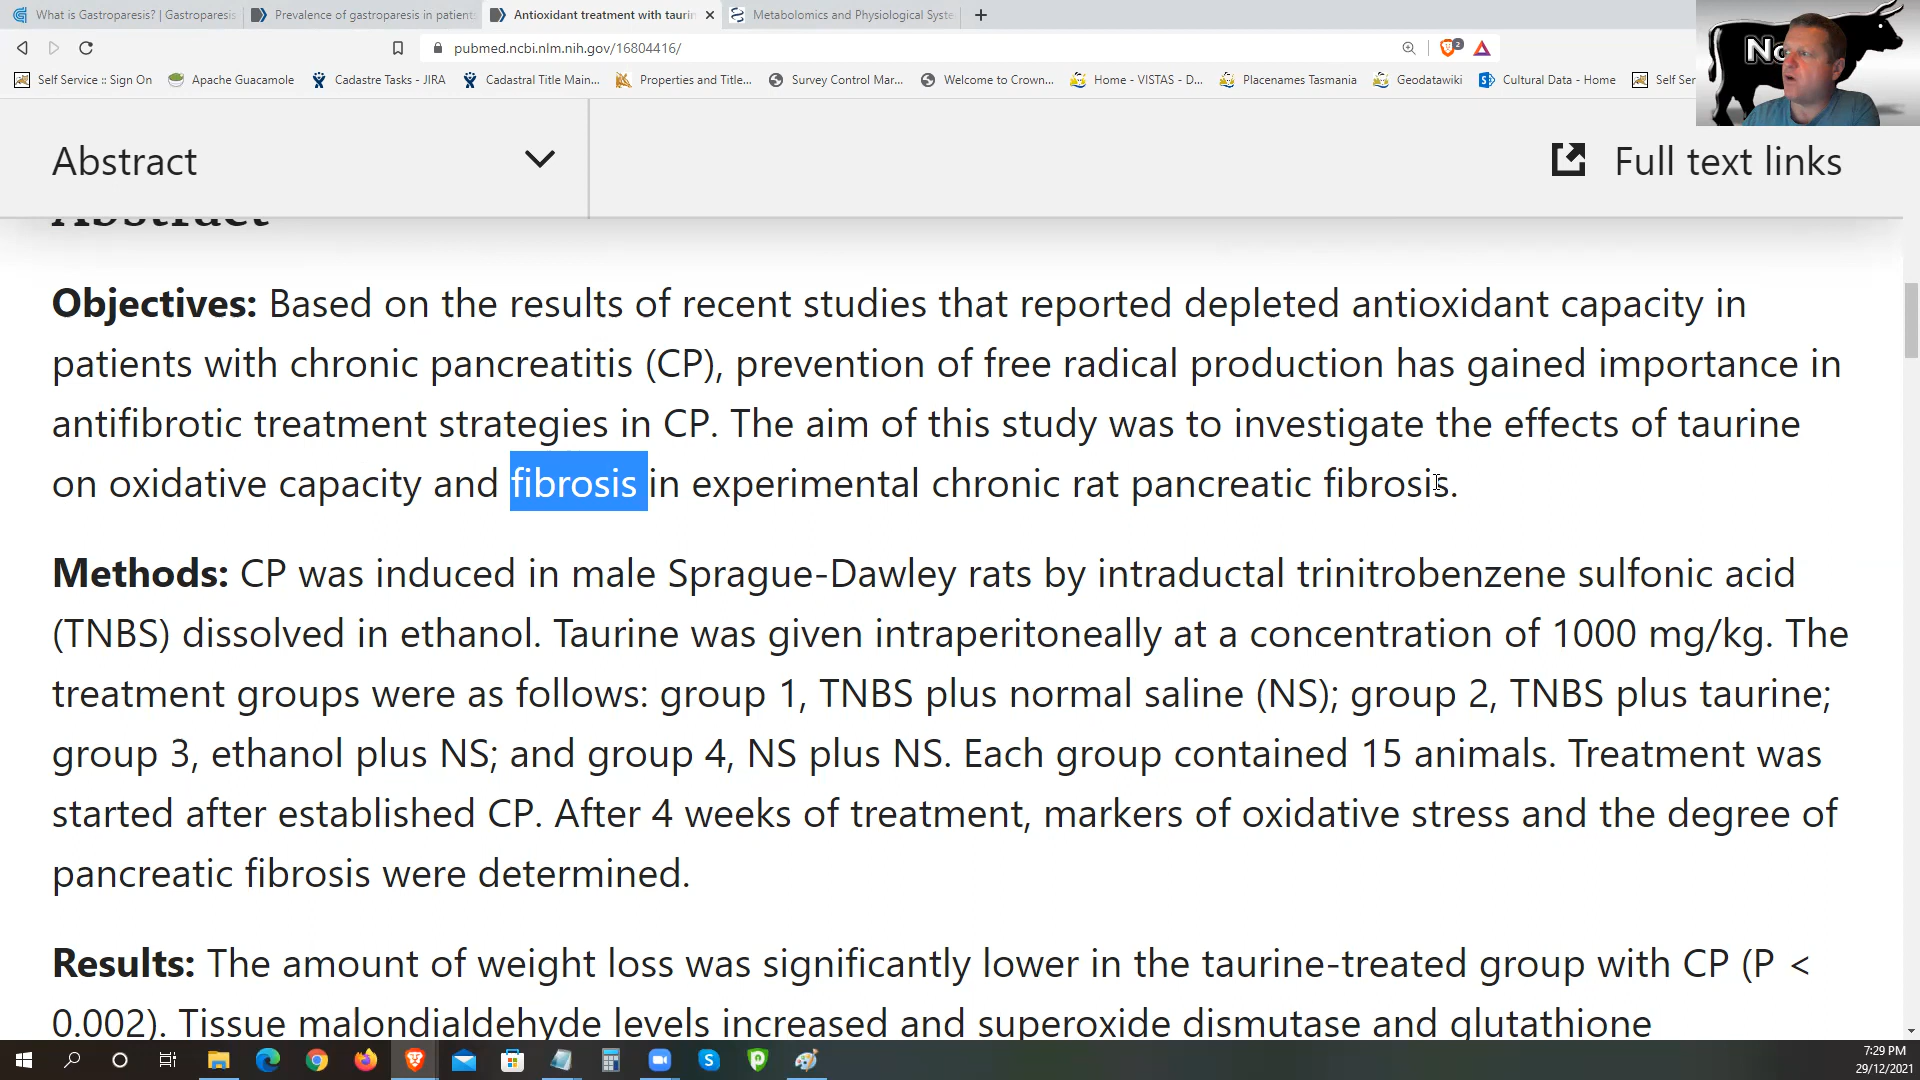 What is Gastroparesis? | Gastroparesis
Prevalence of gastroparesis in patient
Antioxidant treatment with taurin
Metabolomics and Physiological Syste
pubmed.ncbi.nlm.nih.gov/16804416/
2
Self Service :: Sign On
Apache Guacamole
Cadastre Tasks - JIRA
Cadastral Title Main...
Properties and Title...
Survey Control Mar...
Welcome to Crown...
Home - VISTAS - D...
Placenames Tasmania
Geodatawiki
Cultural Data - Home
Self Ser
Abstract
Full text links
Abstract
Objectives: Based on the results of recent studies that reported depleted antioxidant capacity in
patients with chronic pancreatitis (CP), prevention of free radical production has gained importance in
antifibrotic treatment strategies in CP. The aim of this study was to investigate the effects of taurine
on oxidative capacity and fibrosis in experimental chronic rat pancreatic fibrosis.
Methods: CP was induced in male Sprague-Dawley rats by intraductal trinitrobenzene sulfonic acid
(TNBS) dissolved in ethanol. Taurine was given intraperitoneally at a concentration of 1000 mg/kg. The
treatment groups were as follows: group 1, TNBS plus normal saline (NS); group 2, TNBS plus taurine;
group 3, ethanol plus NS; and group 4, NS plus NS. Each group contained 15 animals. Treatment was
started after established CP. After 4 weeks of treatment, markers of oxidative stress and the degree of
pancreatic fibrosis were determined.
Results: The amount of weight loss was significantly lower in the taurine-treated group with CP (P <
0.002). Tissue malondialdehyde levels increased and superoxide dismutase and glutathione
7:29 PM
29/12/2021